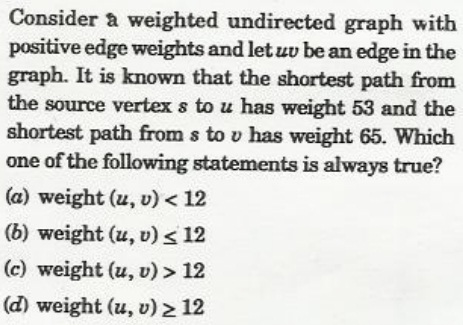 Consider a weighted undirected graph with
positive edge weights and let uv be an edge in the
graph. It is known that the shortest path from
the source vertex s to u has weight 53 and the
shortest path from s to v has weight 65. Which
one of the following statements is always true?
(a) weight (u, v) < 12
(b) weight (u, v) ≤ 12
(c) weight (u, v) > 12
(d) weight (u, v) ≥ 12